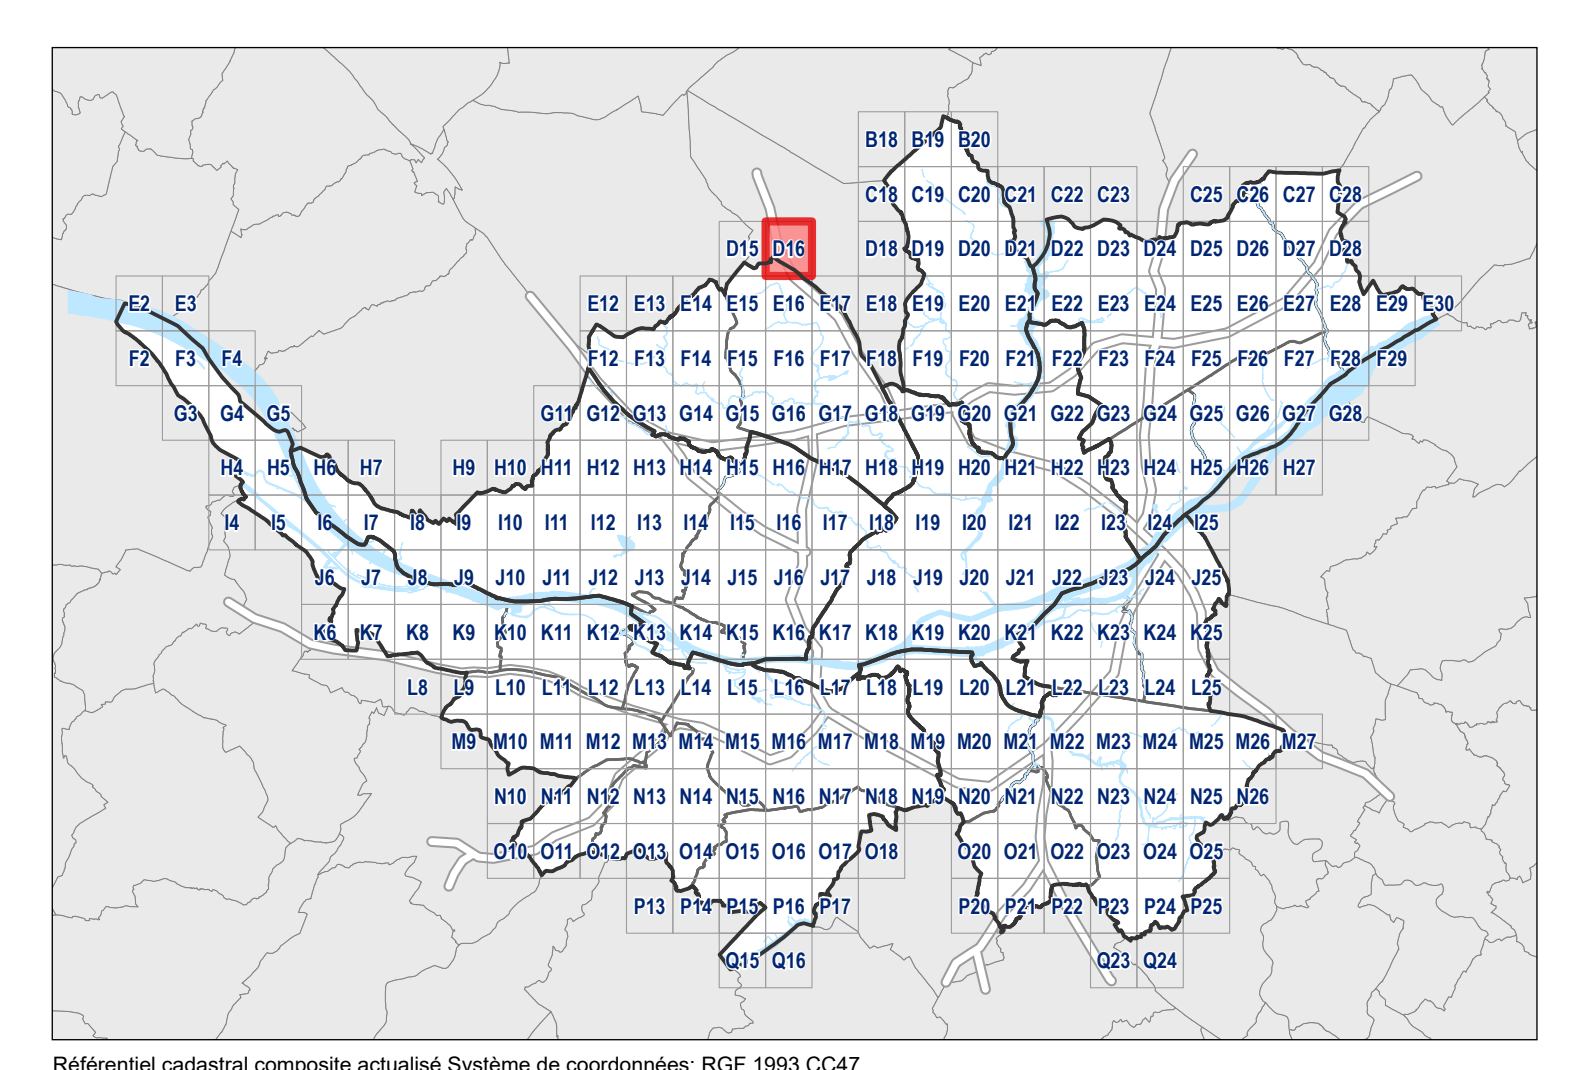 B18 B19 B20
C18 C19 C20 C21 C22 C23 C25 C26 C27 C28
D15 D16 D18 D19 D20 D21 D22 D23 D24 D25 D26 D27 D28
E2 E3 E12 E13 E14 E15 E16 E17 E18 E19 E20 E21 E22 E23 E24 E25 E26 E27 E28 E29 E30
F2 F3 F4 F12 F13 F14 F15 F16 F17 F18 F19 F20 F21 F22 F23 F24 F25 F26 F27 F28 F29
G3 G4 G5 G11 G12 G13 G14 G15 G16 G17 G18 G19 G20 G21 G22 G23 G24 G25 G26 G27 G28
H4 H5 H6 H7 H9 H10 H11 H12 H13 H14 H15 H16 H17 H18 H19 H20 H21 H22 H23 H24 H25 H26 H27
I4 I5 I6 I7 I8 I9 I10 I11 I12 I13 I14 I15 I16 I17 I18 I19 I20 I21 I22 I23 I24 I25
J6 J7 J8 J9 J10 J11 J12 J13 J14 J15 J16 J17 J18 J19 J20 J21 J22 J23 J24 J25
K6 K7 K8 K9 K10 K11 K12 K13 K14 K15 K16 K17 K18 K19 K20 K21 K22 K23 K24 K25
L8 L9 L10 L11 L12 L13 L14 L15 L16 L17 L18 L19 L20 L21 L22 L23 L24 L25
M9 M10 M11 M12 M13 M14 M15 M16 M17 M18 M19 M20 M21 M22 M23 M24 M25 M26 M27
N10 N11 N12 N13 N14 N15 N16 N17 N18 N19 N20 N21 N22 N23 N24 N25 N26
O10 O11 O12 O13 O14 O15 O16 O17 O18 O20 O21 O22 O23 O24 O25
P13 P14 P15 P16 P17 P20 P21 P22 P23 P24 P25
Q15 Q16 Q23 Q24
Référentiel cadastral composite actualisé Système de coordonnées: RGF 1993 CC47